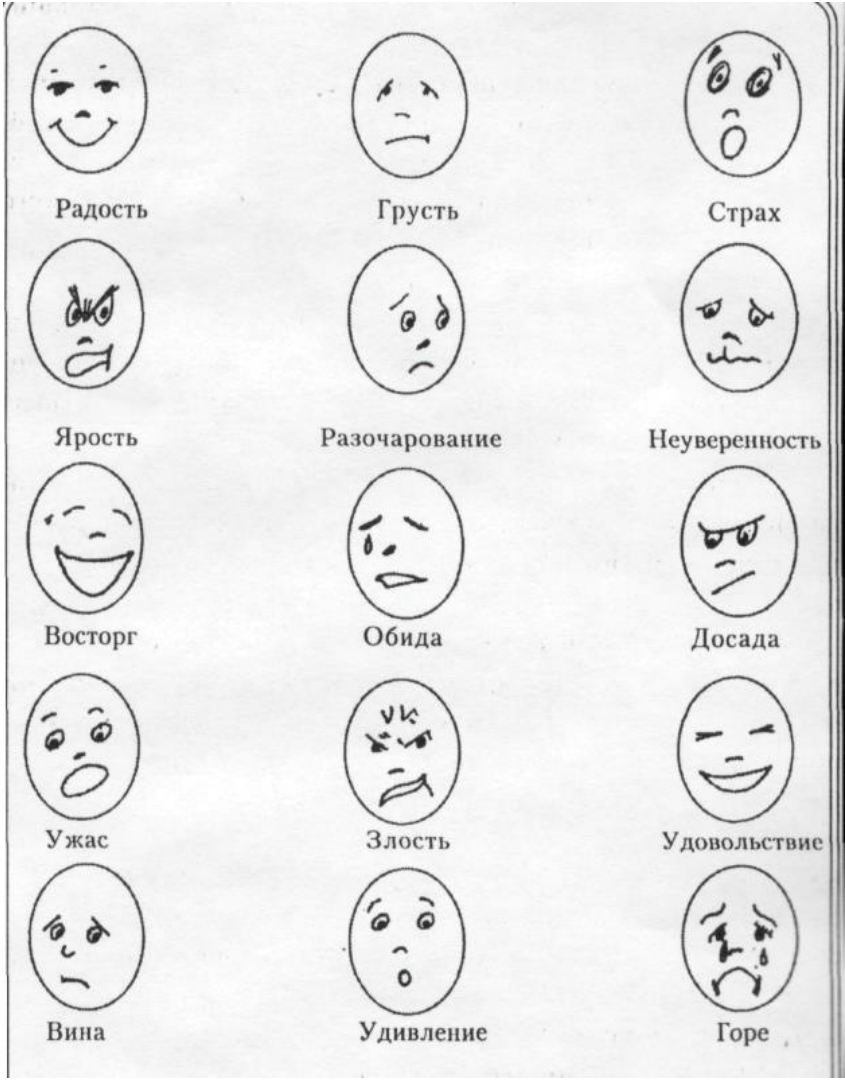 Радость Грусть Страх
Ярость Разочарование Неуверенность
Восторг Обида Досада
Ужас Злость Удовольствие
Вина Удивление Горе